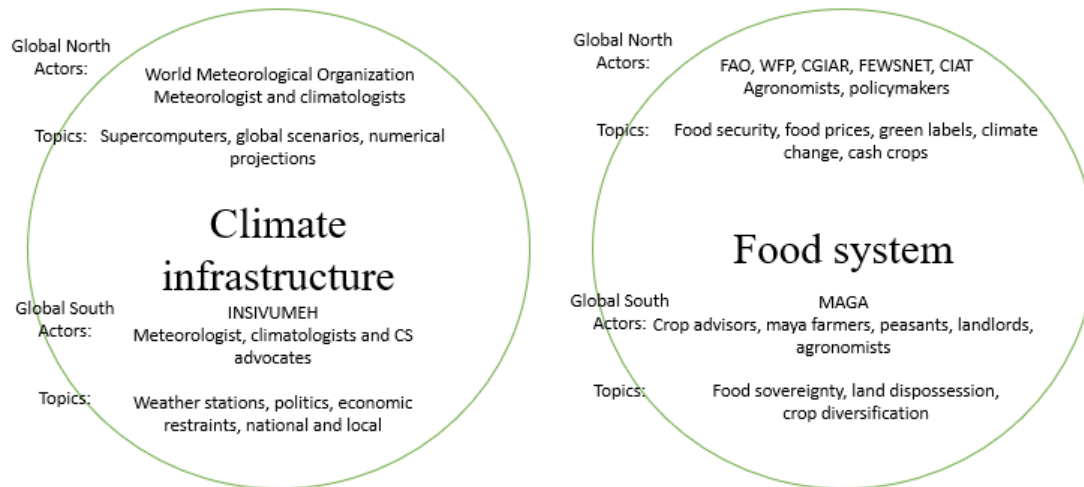 Global North
Actors:
World Meteorological Organization
Meteorologist and climatologists
Topics: Supercomputers, global scenarios, numerical
projections
Climate
infrastructure
Global South
Actors:
INSIVUMEH
Meteorologist, climatologists and CS
advocates
Topics: Weather stations, politics, economic
restraints, national and local
Global North
Actors:
FAO, WFP, CGIAR, FEWSNET, CIAT
Agronomists, policymakers
Topics: Food security, food prices, green labels, climate
change, cash crops
Food system
Global South
MAGA
Actors: Crop advisors, maya farmers, peasants, landlords,
agronomists
Topics: Food sovereignty, land dispossession,
crop diversification